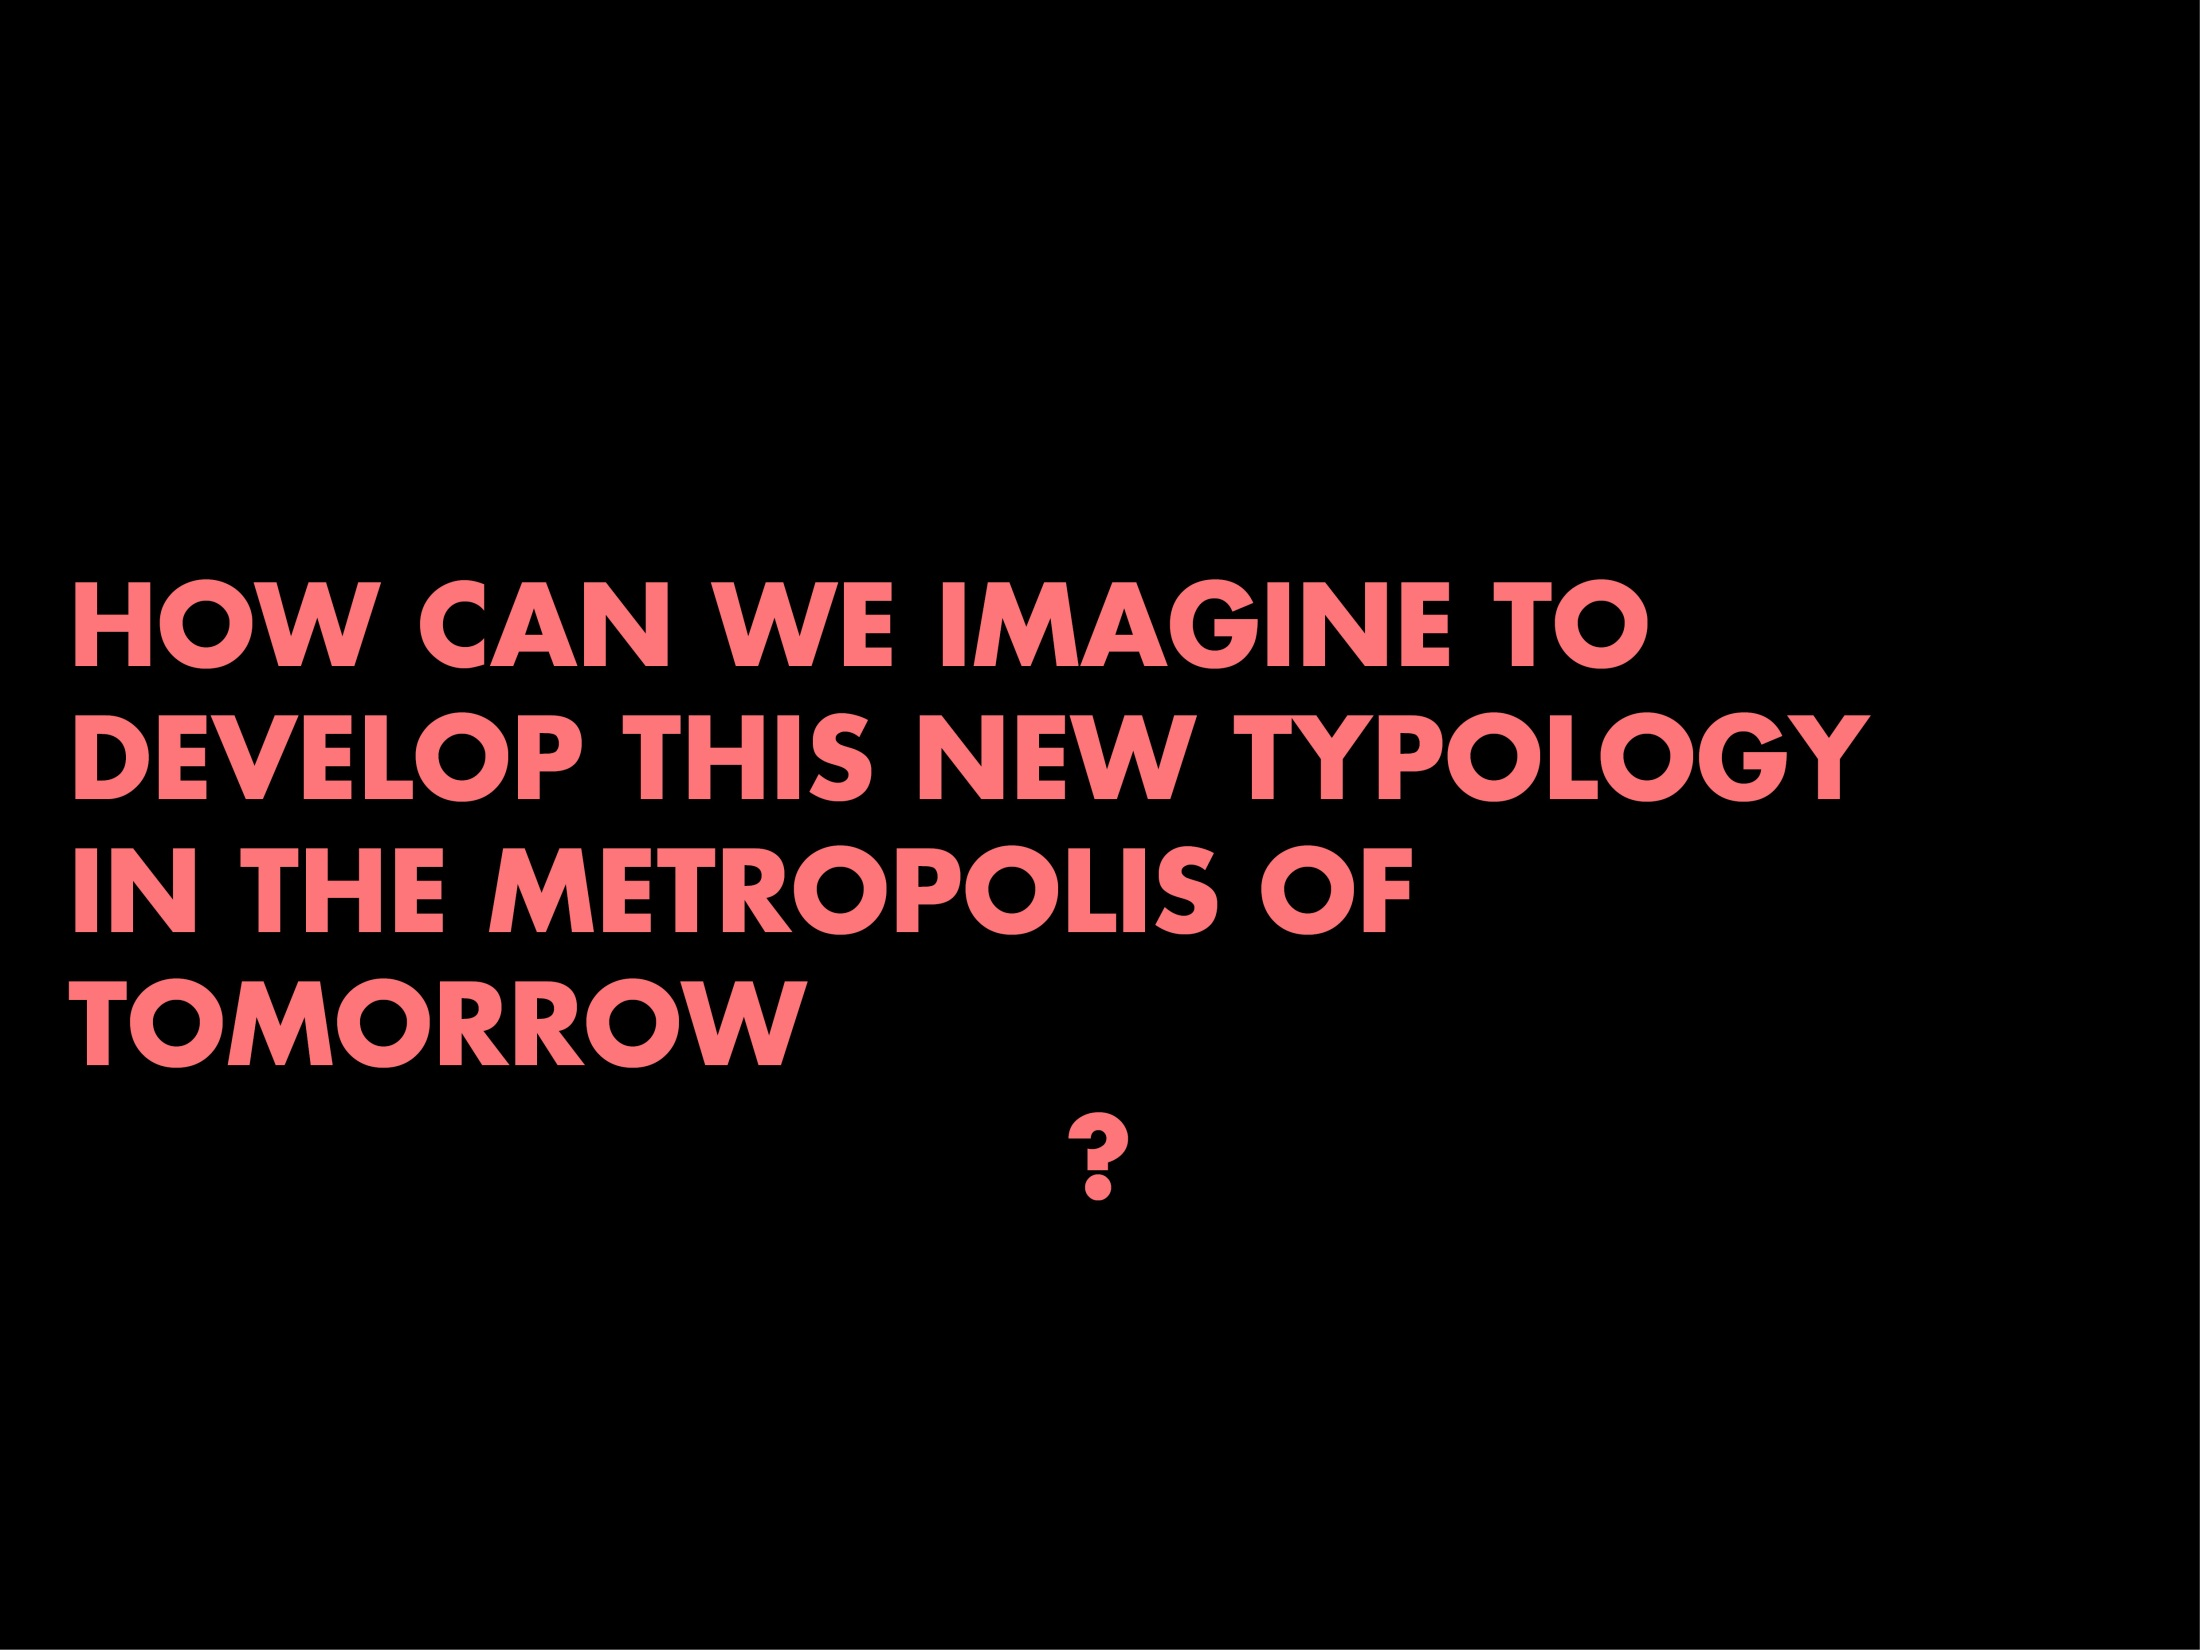 HOW CAN WE IMAGINE TO
DEVELOP THIS NEW TYPOLOGY
IN THE METROPOLIS OF
TOMORROW
?